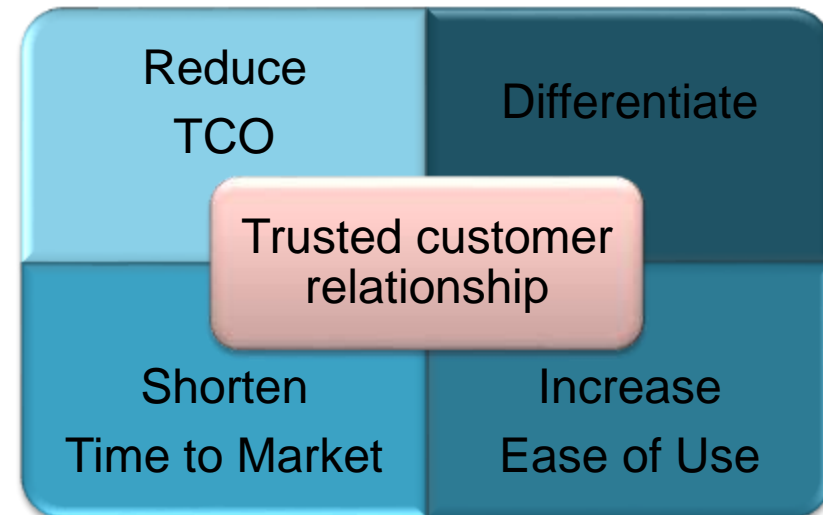 Reduce
TCO
Differentiate
Trusted customer
relationship
Shorten
Time to Market
Increase
Ease of Use